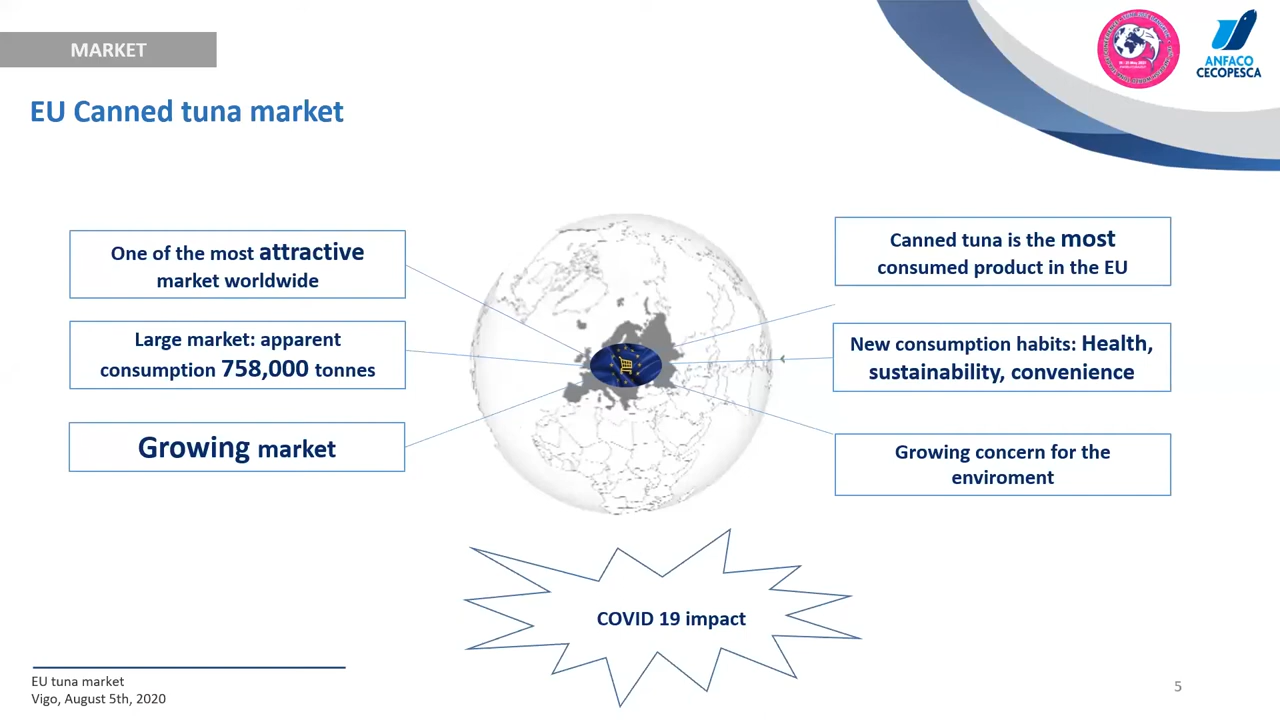 MARKET
ANFACO
CECOPESCA
EU Canned tuna market
One of the most attractive
market worldwide
Large market: apparent
consumption 758,000 tonnes
Growing market
Canned tuna is the most
consumed product in the EU
New consumption habits: Health,
sustainability, convenience
Growing concern for the
enviroment
COVID 19 impact
EU tuna market
Vigo, August 5th, 2020
5